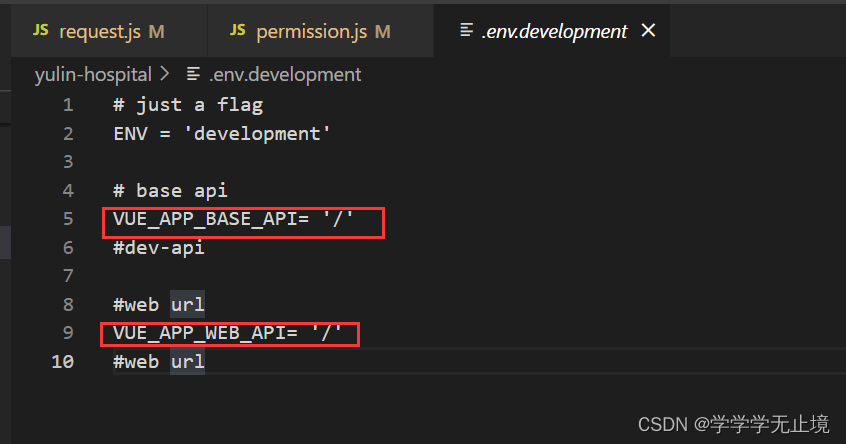 JS request.js M JS permission.js M .env.development ×
yulin-hospital > .env.development
1 # just a flag
2 ENV = 'development'
3
4 # base api
5 VUE_APP_BASE_API= '/'
6 #dev-api
7
8 #web url
9 VUE_APP_WEB_API= '/'
10 #web url
CSDN @学学学无止境